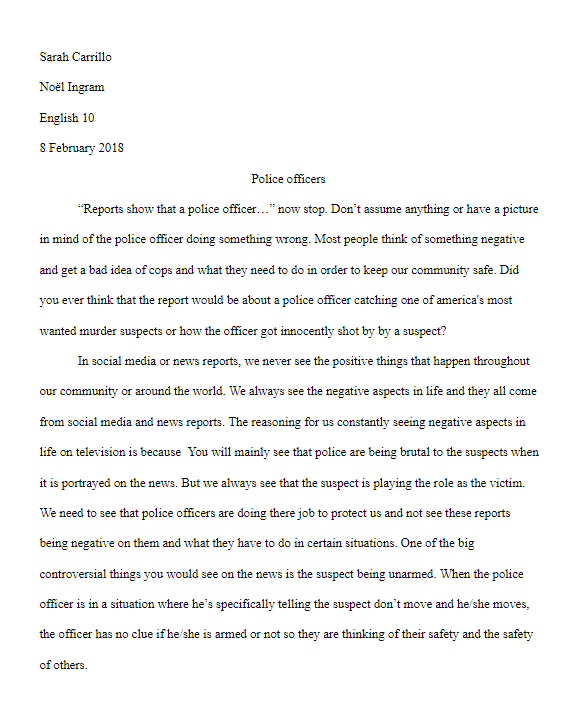 Sarah Carrillo
Noël Ingram
English 10
8 February 2018
Police officers
“Reports show that a police officer…” now stop. Don’t assume anything or have a picture
in mind of the police officer doing something wrong. Most people think of something negative
and get a bad idea of cops and what they need to do in order to keep our community safe. Did
you ever think that the report would be about a police officer catching one of america's most
wanted murder suspects or how the officer got innocently shot by by a suspect?
In social media or news reports, we never see the positive things that happen throughout
our community or around the world. We always see the negative aspects in life and they all come
from social media and news reports. The reasoning for us constantly seeing negative aspects in
life on television is because  You will mainly see that police are being brutal to the suspects when
it is portrayed on the news. But we always see that the suspect is playing the role as the victim.
We need to see that police officers are doing there job to protect us and not see these reports
being negative on them and what they have to do in certain situations. One of the big
controversial things you would see on the news is the suspect being unarmed. When the police
officer is in a situation where he’s specifically telling the suspect don’t move and he/she moves,
the officer has no clue if he/she is armed or not so they are thinking of their safety and the safety
of others.